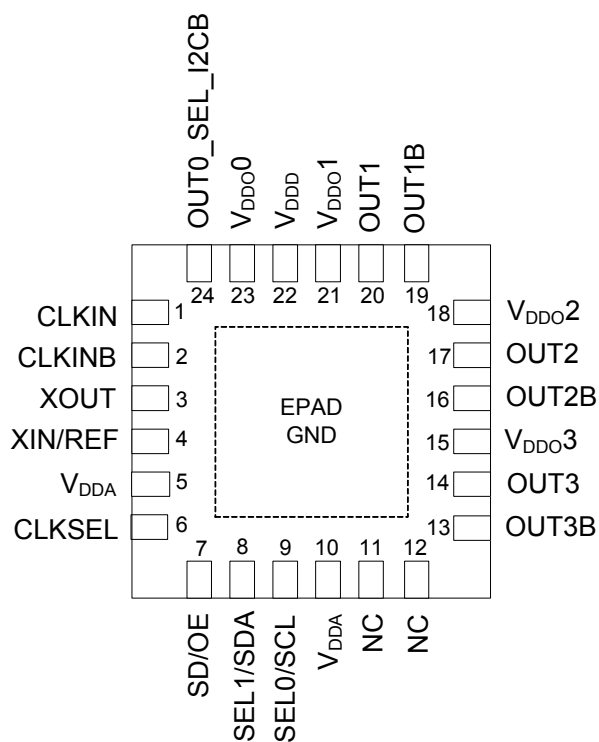 OUT0_SEL_I2CB
VDDO0
VDDD
VDDO1
OUT1
OUT1B
24
23
22
21
20
19
CLKIN
1
CLKINB
2
XOUT
3
XIN/REF
4
VDDA
5
CLKSEL
6
EPAD
GND
18
VDDO2
17
OUT2
16
OUT2B
15
VDDO3
14
OUT3
13
OUT3B
7
8
9
10
11
12
SD/OE
SEL1/SDA
SEL0/SCL
VDDA
NC
NC